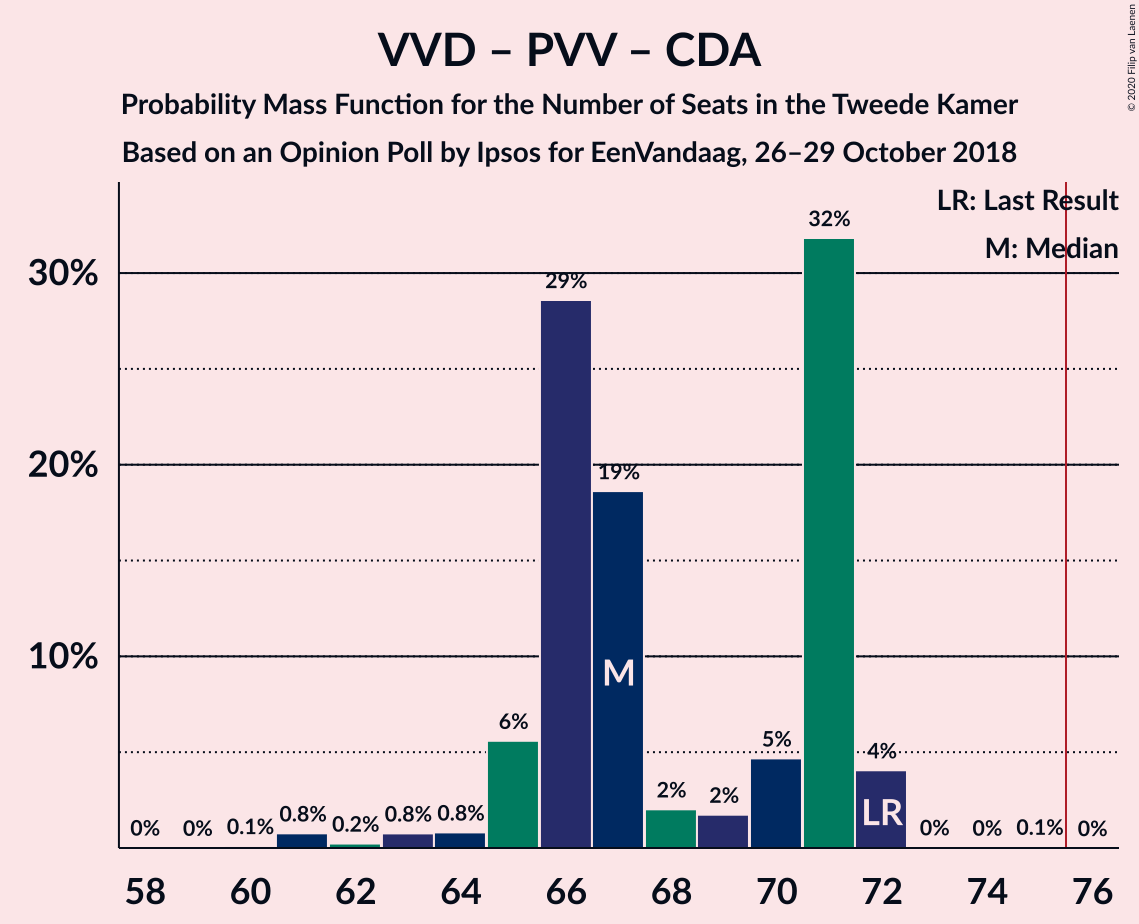 VVD – PVV – CDA
Probability Mass Function for the Number of Seats in the Tweede Kamer
Based on an Opinion Poll by Ipsos for EenVandaag, 26–29 October 2018
© 2020 Filip van Laenen
LR: Last Result
M: Median
30%
20%
10%
0% 0% 0.1% 0.8% 0.2% 0.8% 0.8% 6% 29% 19% 2% 2% 5% 32% 4% 0% 0% 0.1% 0%
M
LR
58 60 62 64 66 68 70 72 74 76